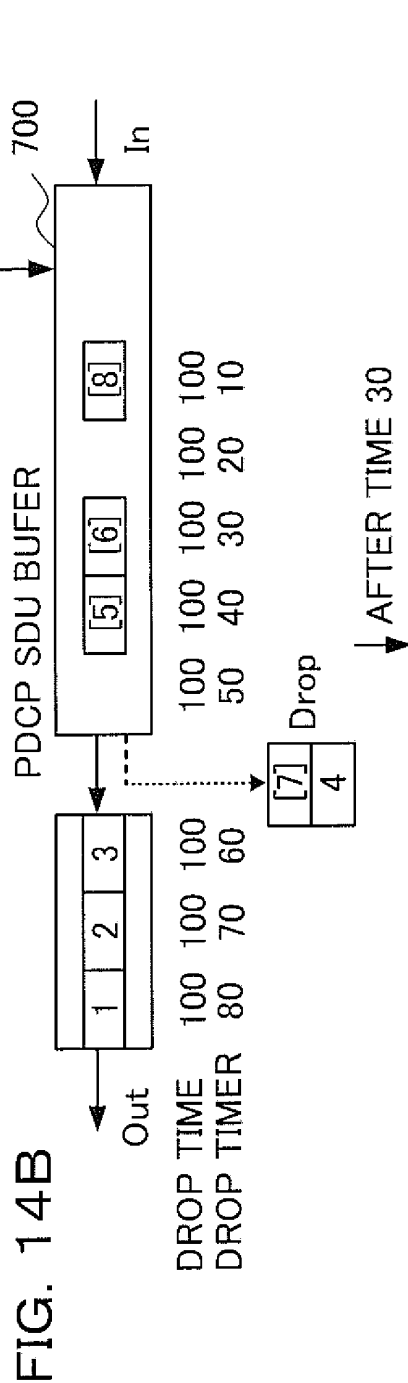 FIG. 14B
PDCP SDU BUFER
700
Out
1 2 3
[5] [6] [8]
In
DROP TIME 100 100 100 100 100 100 100 100
DROP TIMER 80 70 60 50 40 30 20 10
[7]
4
Drop
AFTER TIME 30